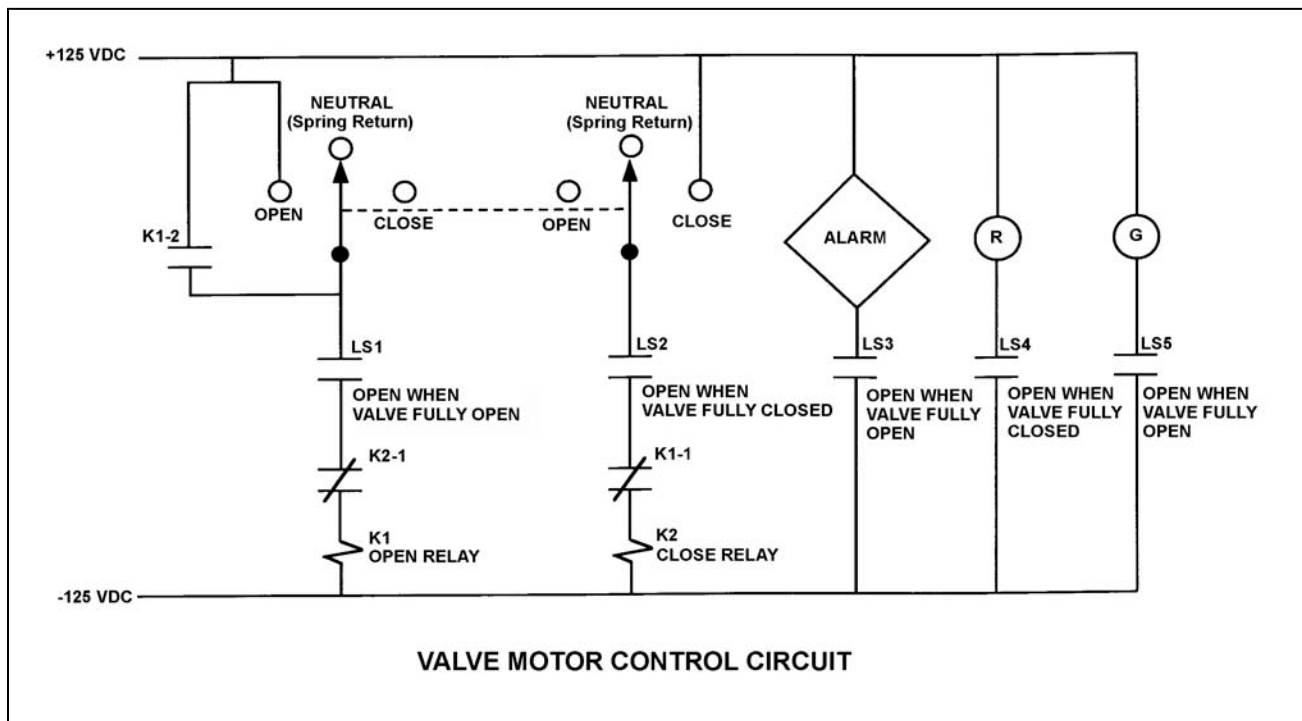 +125 VDC
NEUTRAL
(Spring Return)
NEUTRAL
(Spring Return)
OPEN
CLOSE
OPEN
CLOSE
K1-2
ALARM
R
G
LS1
OPEN WHEN
VALVE FULLY OPEN
LS2
OPEN WHEN
VALVE FULLY CLOSED
LS3
OPEN WHEN
VALVE FULLY
OPEN
LS4
OPEN WHEN
VALVE FULLY
CLOSED
LS5
OPEN WHEN
VALVE FULLY
OPEN
K2-1
K1-1
K1
OPEN RELAY
K2
CLOSE RELAY
-125 VDC
VALVE MOTOR CONTROL CIRCUIT